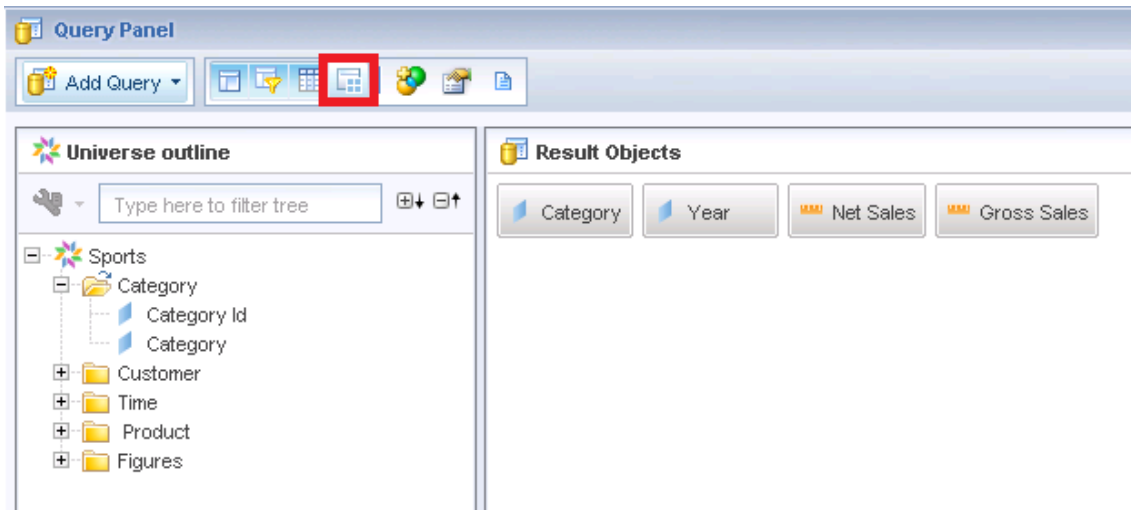 Query Panel
Add Query
Universe outline
Result Objects
Type here to filter tree
Category Year Net Sales Gross Sales
Sports
Category
Category Id
Category
Customer
Time
Product
Figures